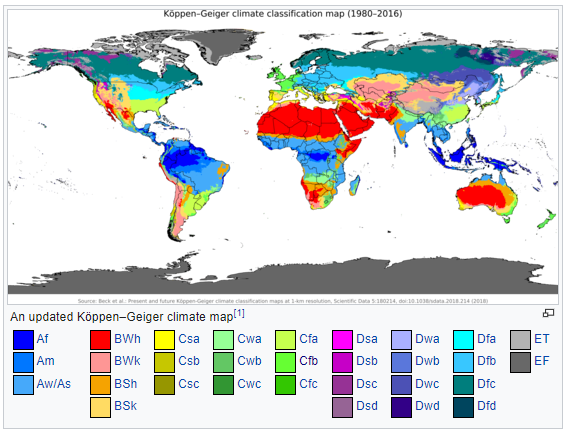 Köppen–Geiger climate classification map (1980–2016)
Source: Beck et al.: Present and future Köppen-Geiger climate classification maps at 1-km resolution, Scientific Data 5:180214, doi:10.1038/sdata.2018.214 (2018)
An updated Köppen–Geiger climate map[1]
Af BWh Csa Cwa Cfa Dsa Dwa Dfa ET
Am BWk Csb Cwb Cfb Dsb Dwb Dfb EF
Aw/As BSh Csc Cwc Cfc Dsc Dwc Dfc
BSk Dsd Dwd Dfd